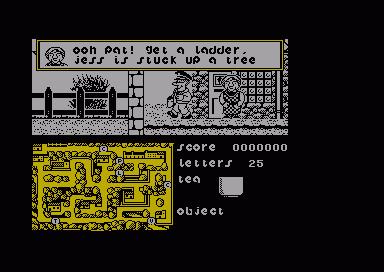 ooh pat! get a ladder,
jess is stuck up a tree
score 0000000
letters 25
tea
object